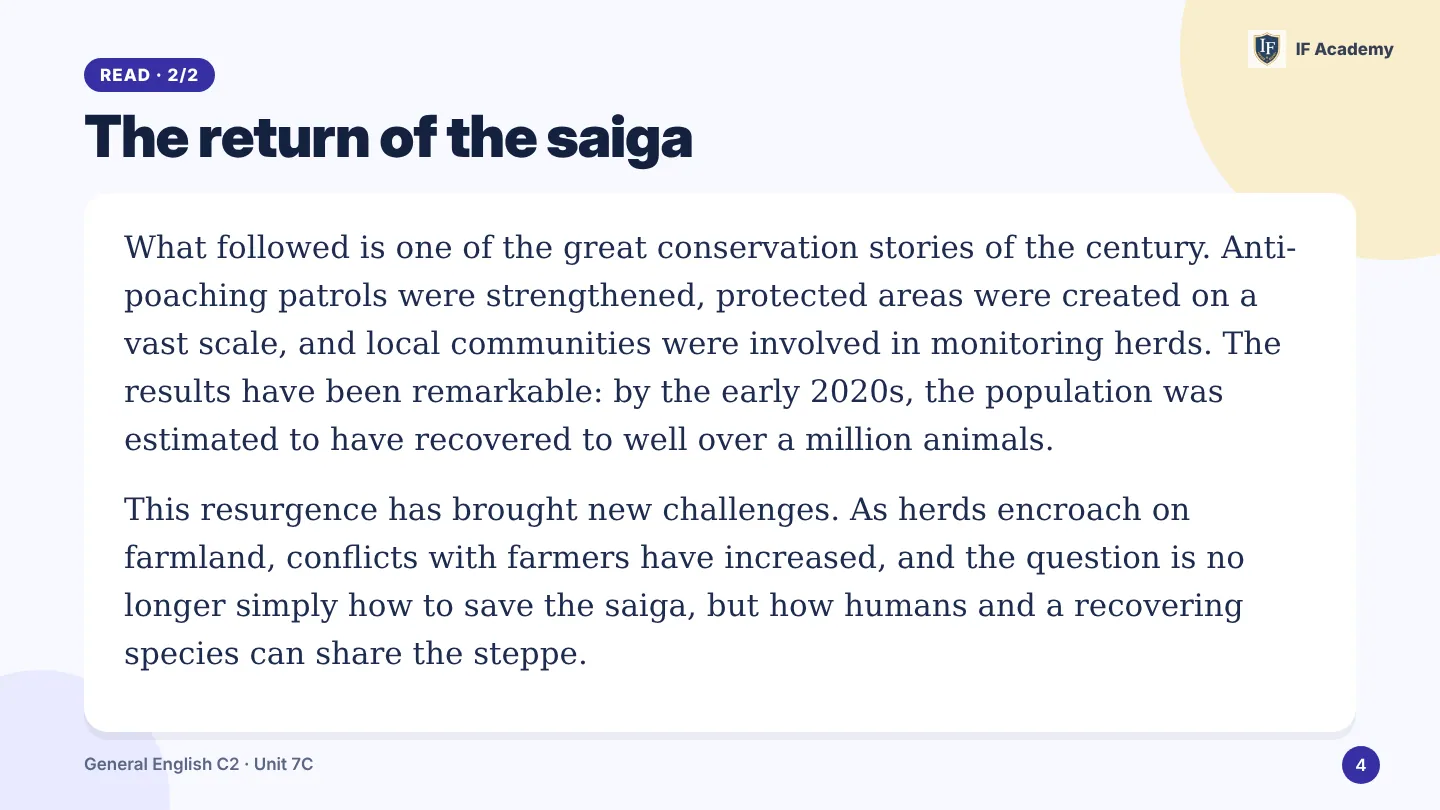 IF Academy
READ · 2/2
The return of the saiga
What followed is one of the great conservation stories of the century. Anti-
poaching patrols were strengthened, protected areas were created on a
vast scale, and local communities were involved in monitoring herds. The
results have been remarkable: by the early 2020s, the population was
estimated to have recovered to well over a million animals.
This resurgence has brought new challenges. As herds encroach on
farmland, conflicts with farmers have increased, and the question is no
longer simply how to save the saiga, but how humans and a recovering
species can share the steppe.
General English C2 · Unit 7C
4